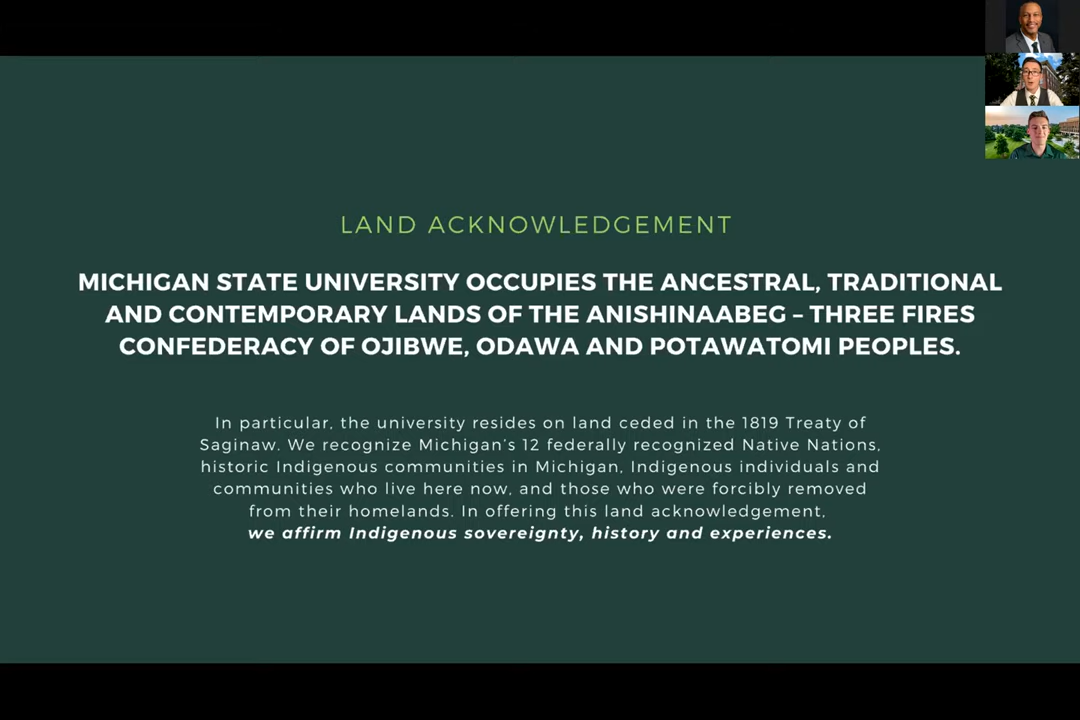 LAND ACKNOWLEDGEMENT
MICHIGAN STATE UNIVERSITY OCCUPIES THE ANCESTRAL, TRADITIONAL
AND CONTEMPORARY LANDS OF THE ANISHINAABEG – THREE FIRES
CONFEDERACY OF OJIBWE, ODAWA AND POTAWATOMI PEOPLES.
In particular, the university resides on land ceded in the 1819 Treaty of
Saginaw. We recognize Michigan's 12 federally recognized Native Nations,
historic Indigenous communities in Michigan, Indigenous individuals and
communities who live here now, and those who were forcibly removed
from their homelands. In offering this land acknowledgement,
we affirm Indigenous sovereignty, history and experiences.